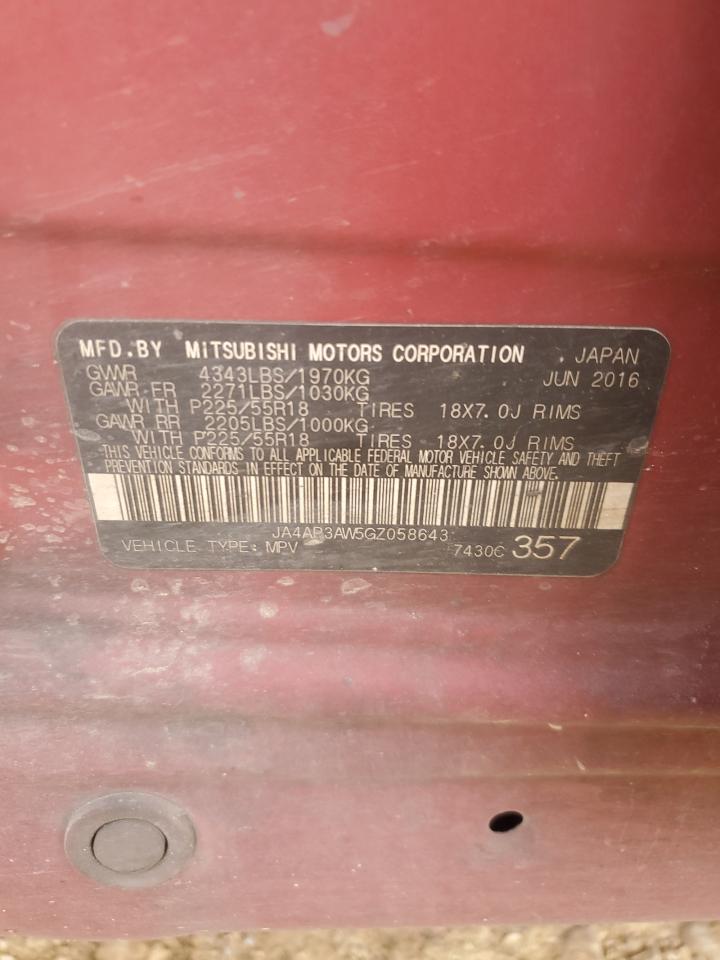 MFD.BY MITSUBISHI MOTORS CORPORATION . JAPAN
GVWR 4343LBS/1970KG JUN 2016
GAWR FR 2271LBS/1030KG
WITH P225/55R18 TIRES 18X7.0J RIMS
GAWR RR 2205LBS/1000KG
WITH P225/55R18 TIRES 18X7.0J RIMS
THIS VEHICLE CONFORMS TO ALL APPLICABLE FEDERAL MOTOR VEHICLE SAFETY AND THEFT
PREVENTION STANDARDS IN EFFECT ON THE DATE OF MANUFACTURE SHOWN ABOVE.
JA4AP3AW5GZ058643
VEHICLE TYPE: MPV 7430C 357